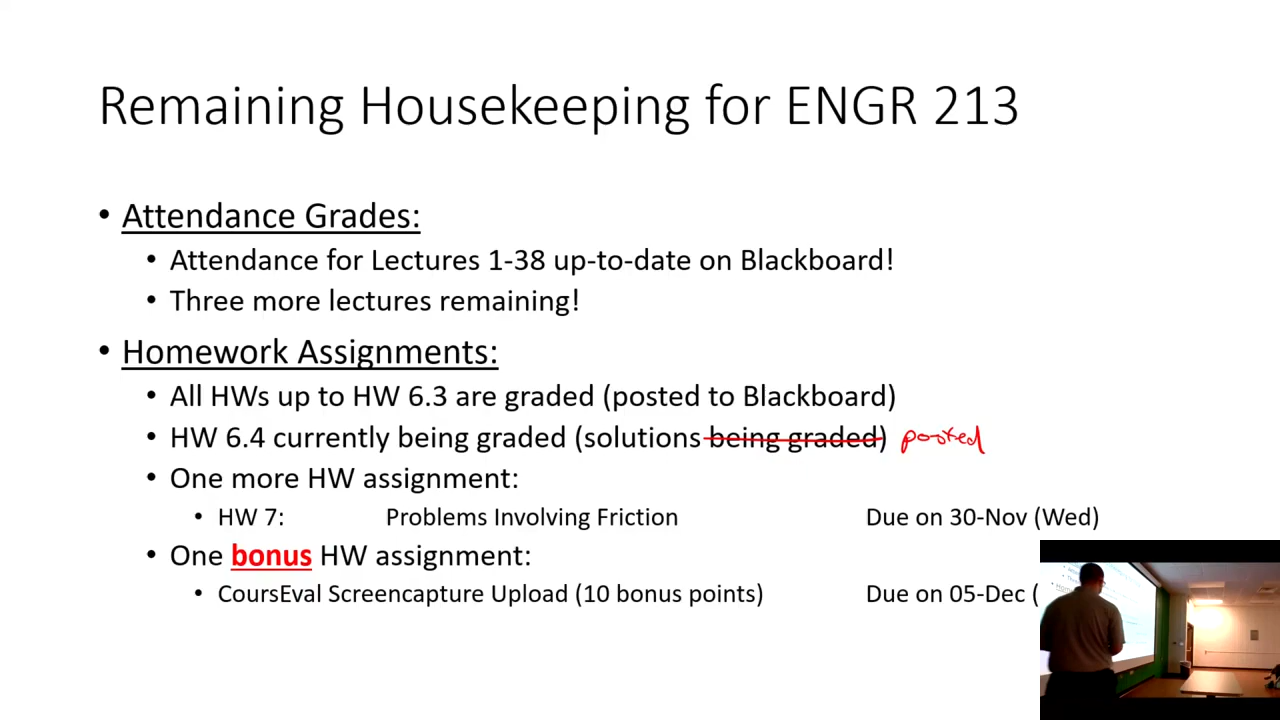 Remaining Housekeeping for ENGR 213
• Attendance Grades:
• Attendance for Lectures 1-38 up-to-date on Blackboard!
• Three more lectures remaining!
• Homework Assignments:
• All HWs up to HW 6.3 are graded (posted to Blackboard)
• HW 6.4 currently being graded (solutions being graded) posted
• One more HW assignment:
• HW 7: Problems Involving Friction Due on 30-Nov (Wed)
• One bonus HW assignment:
• CoursEval Screencapture Upload (10 bonus points) Due on 05-Dec (